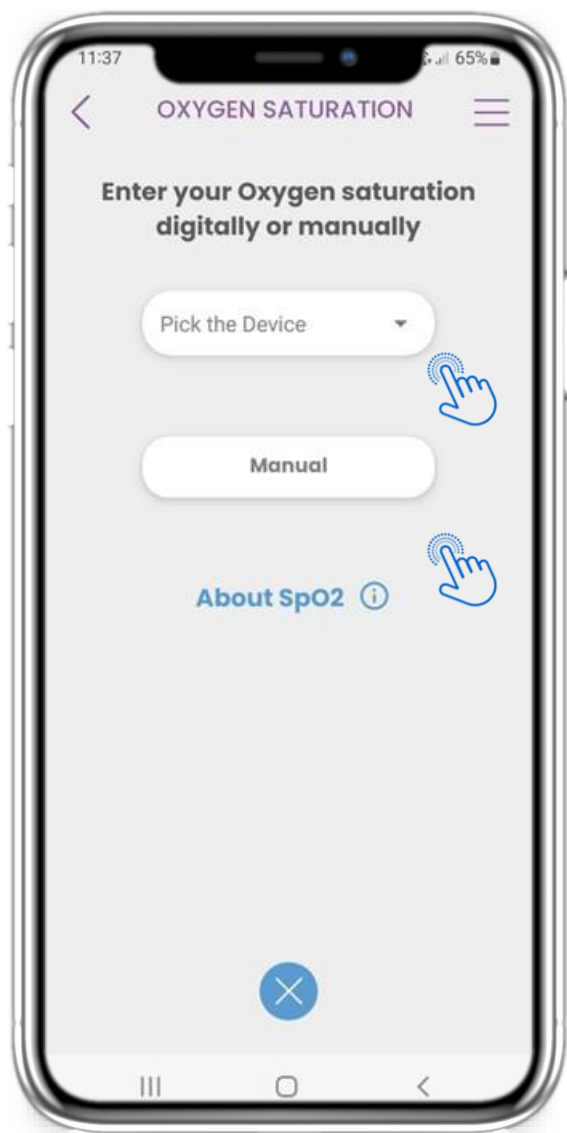 11:37
65%
OXYGEN SATURATION
Enter your Oxygen saturation
digitally or manually
Pick the Device
Manual
About SpO2